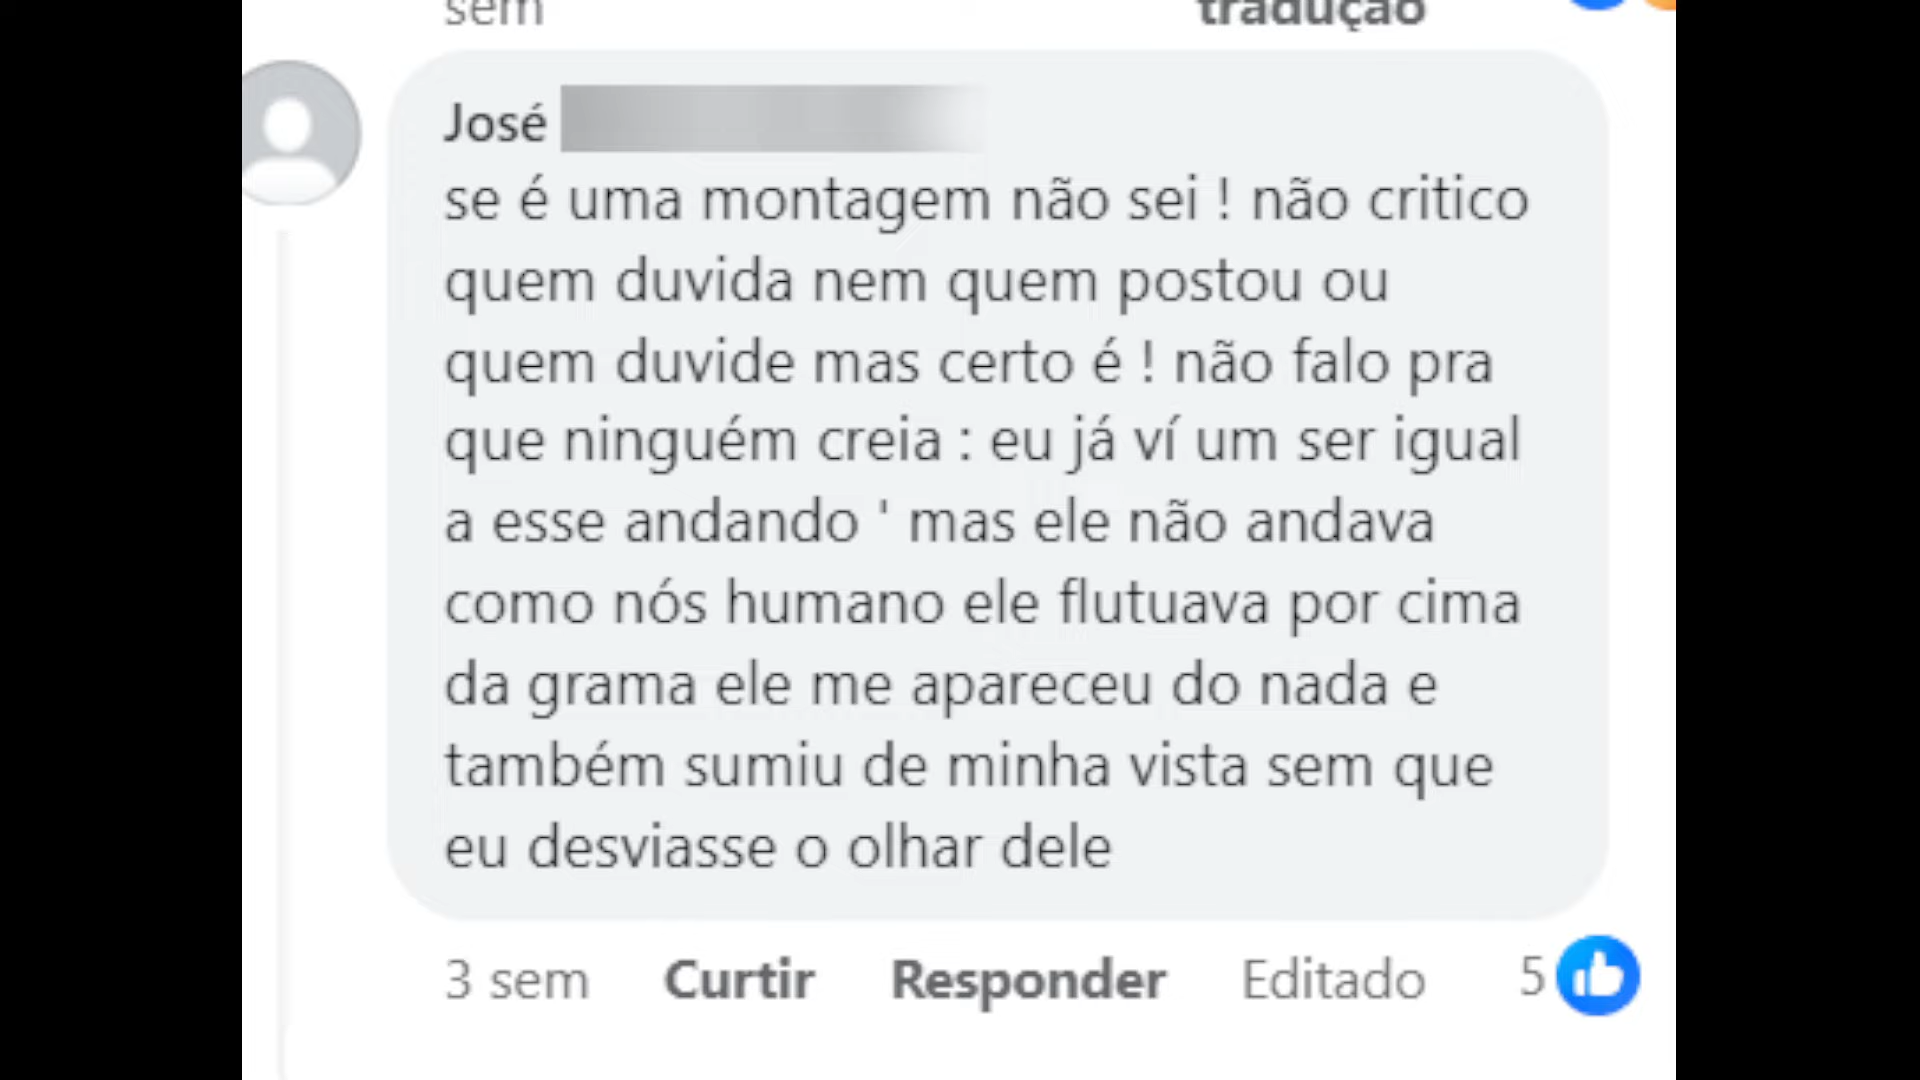 sem tradução
José
se é uma montagem não sei ! não critico
quem duvida nem quem postou ou
quem duvide mas certo é ! não falo pra
que ninguém creia : eu já ví um ser igual
a esse andando ' mas ele não andava
como nós humano ele flutuava por cima
da grama ele me apareceu do nada e
também sumiu de minha vista sem que
eu desviasse o olhar dele
3 sem Curtir Responder Editado 5